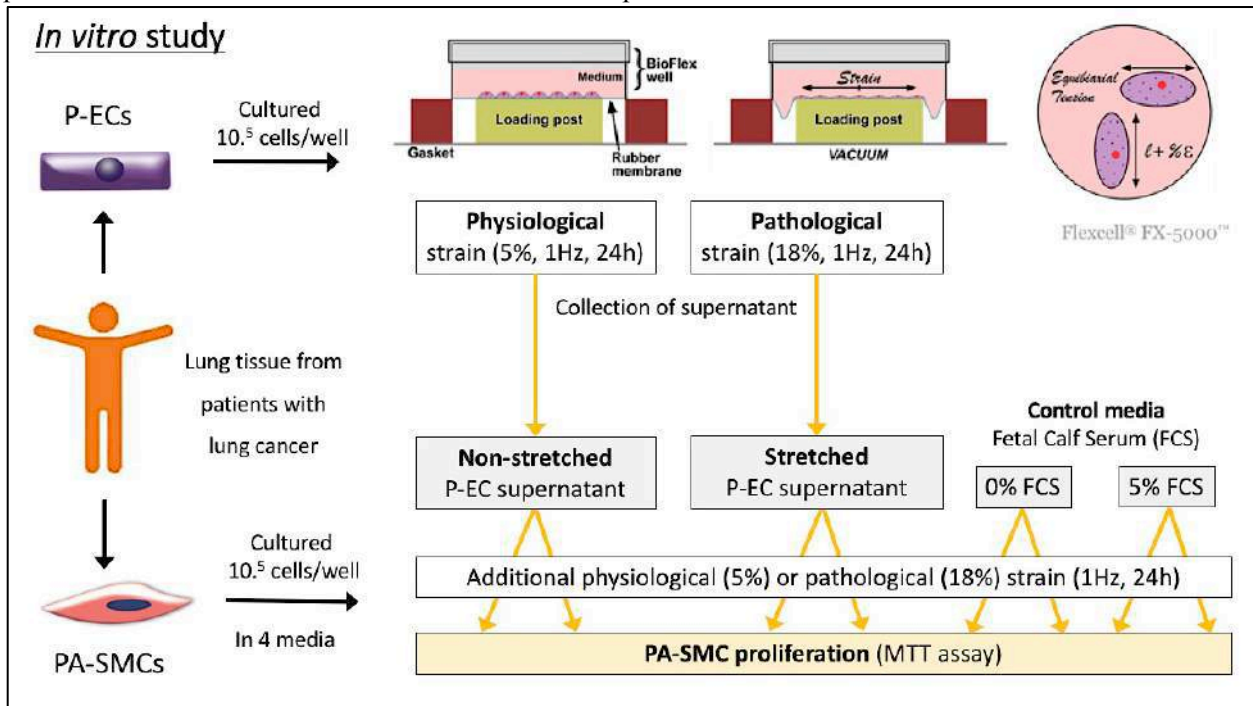 In vitro study
P-ECs
Cultured
10.⁵ cells/well
BioFlex
well
Medium
Loading post
Gasket
Rubber
membrane
Strain
Loading post
VACUUM
Equibiarial
Tension
ℓ + %ε
Flexcell® FX-5000™
Physiological
strain (5%, 1Hz, 24h)
Pathological
strain (18%, 1Hz, 24h)
Collection of supernatant
Lung tissue from
patients with
lung cancer
Control media
Fetal Calf Serum (FCS)
Non-stretched
P-EC supernatant
Stretched
P-EC supernatant
0% FCS
5% FCS
Cultured
10.⁵ cells/well
In 4 media
PA-SMCs
Additional physiological (5%) or pathological (18%) strain (1Hz, 24h)
PA-SMC proliferation (MTT assay)